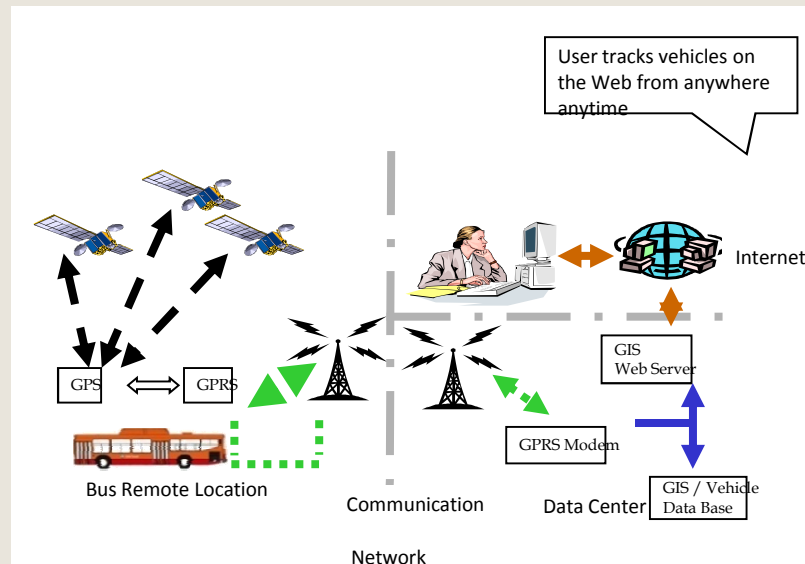 User tracks vehicles on
the Web from anywhere
anytime
Internet
GIS
Web Server
GPS
GPRS
GPRS Modem
Bus Remote Location
Communication
Network
Data Center
GIS / Vehicle
Data Base